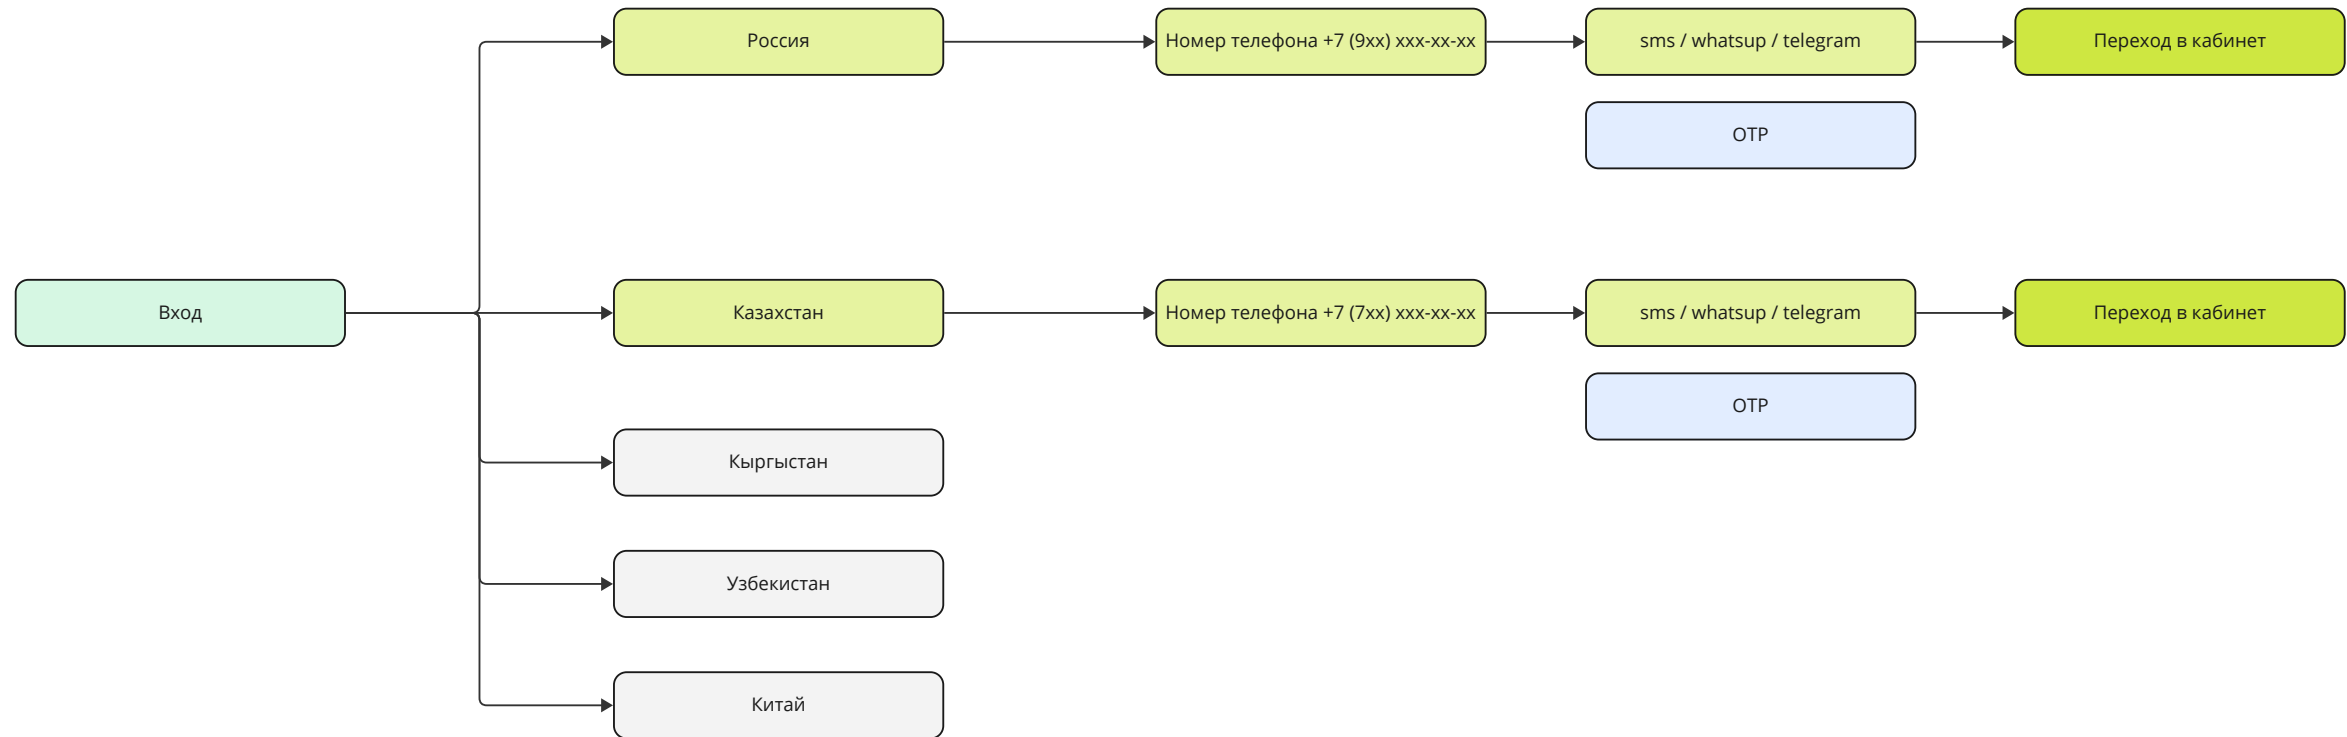 Россия
Номер телефона +7 (9xx) xxx-xx-xx
sms / whatsup / telegram
Переход в кабинет
OTP
Вход
Казахстан
Номер телефона +7 (7xx) xxx-xx-xx
sms / whatsup / telegram
Переход в кабинет
OTP
Кыргыстан
Узбекистан
Китай